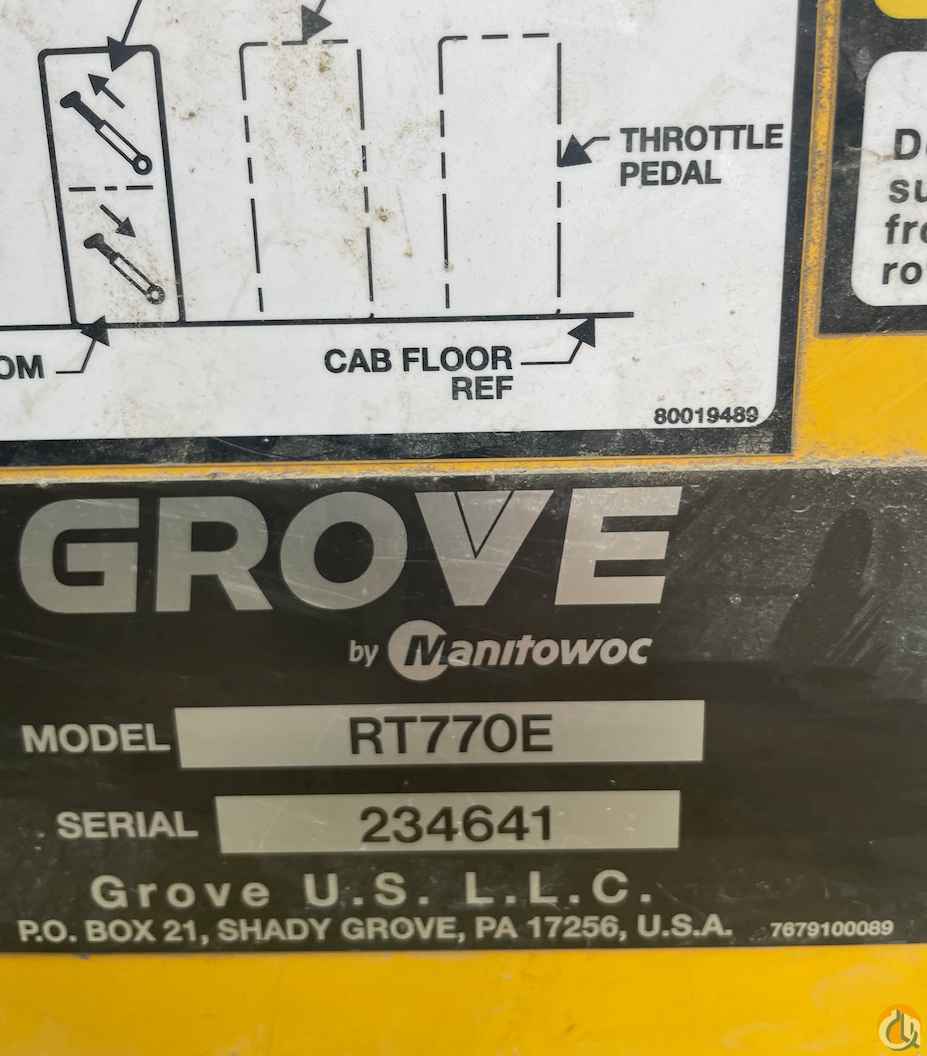 THROTTLE
PEDAL
CAB FLOOR
REF
80019489
GROVE
by Manitowoc
MODEL RT770E
SERIAL 234641
Grove U.S. L.L.C.
P.O. BOX 21, SHADY GROVE, PA 17256, U.S.A. 7679100089